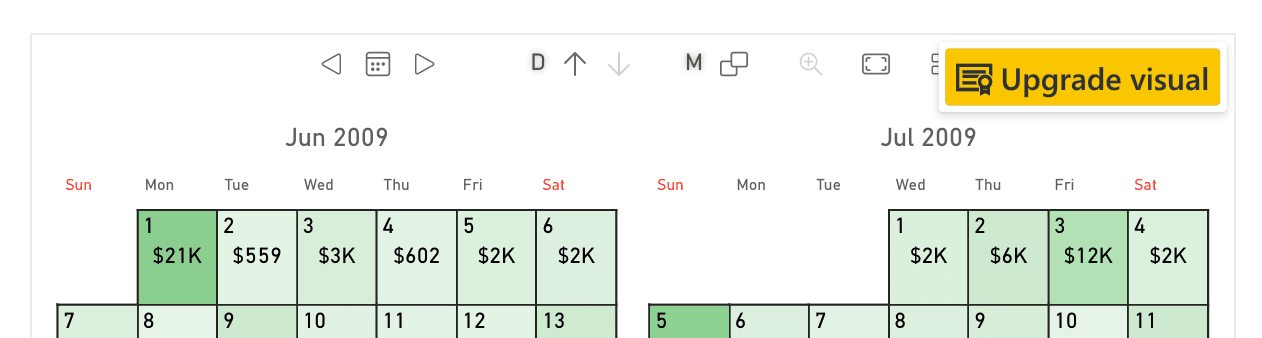 D M Upgrade visual
Jun 2009 Jul 2009
Sun Mon Tue Wed Thu Fri Sat Sun Mon Tue Wed Thu Fri Sat
1 2 3 4 5 6 1 2 3 4
$21K $559 $3K $602 $2K $2K $2K $6K $12K $2K
7 8 9 10 11 12 13 5 6 7 8 9 10 11